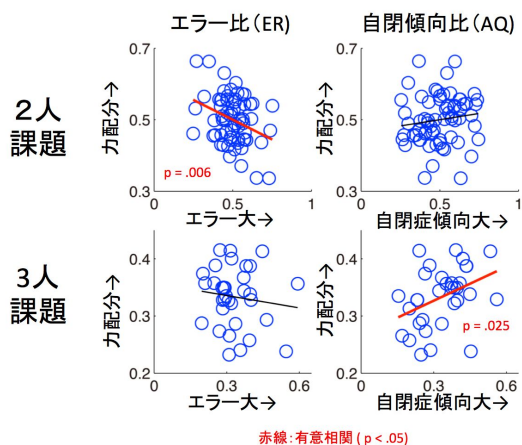 エラー比(ER)
自閉傾向比(AQ)
2人
課題
力配分→
0.7
0.5
0.3
p = .006
0
0.5
1
エラー大→
力配分→
0.7
0.5
0.3
0
0.5
1
自閉症傾向大→
3人
課題
力配分→
0.4
0.3
0.2
0
0.3
0.6
エラー大→
力配分→
0.4
0.3
0.2
p = .025
0
0.3
0.6
自閉症傾向大→
赤線:有意相関 ( p < .05)